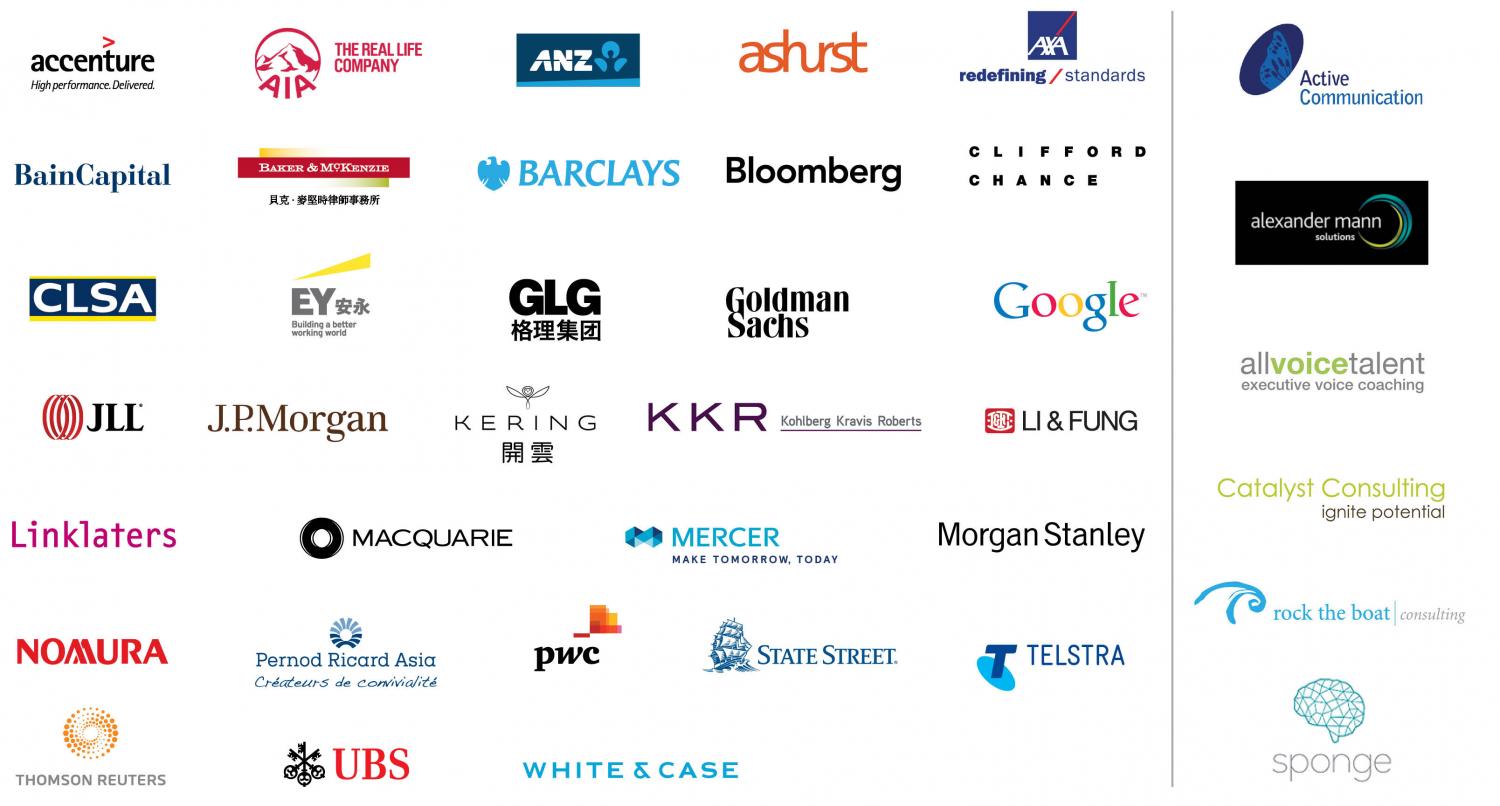 accenture
High performance. Delivered.
AIA
THE REAL LIFE
COMPANY
ANZ
ashurst
AXA
redefining / standards
BainCapital
BAKER & MCKENZIE
貝克·麥堅時律師事務所
BARCLAYS
Bloomberg
CLIFFORD
CHANCE
CLSA
EY安永
Building a better
working world
GLG
格理集团
Goldman
Sachs
Google™
JLL®
J.P.Morgan
KERING
開雲
KKR Kohlberg Kravis Roberts
LI & FUNG
Linklaters
MACQUARIE
MERCER
MAKE TOMORROW, TODAY
Morgan Stanley
NOMURA
Pernod Ricard Asia
Créateurs de convivialité
pwc
STATE STREET®
T TELSTRA
THOMSON REUTERS
UBS
WHITE & CASE
Active
Communication
alexander mann
solutions
allvoicetalent
executive voice coaching
Catalyst Consulting
ignite potential
rock the boat | consulting
sponge